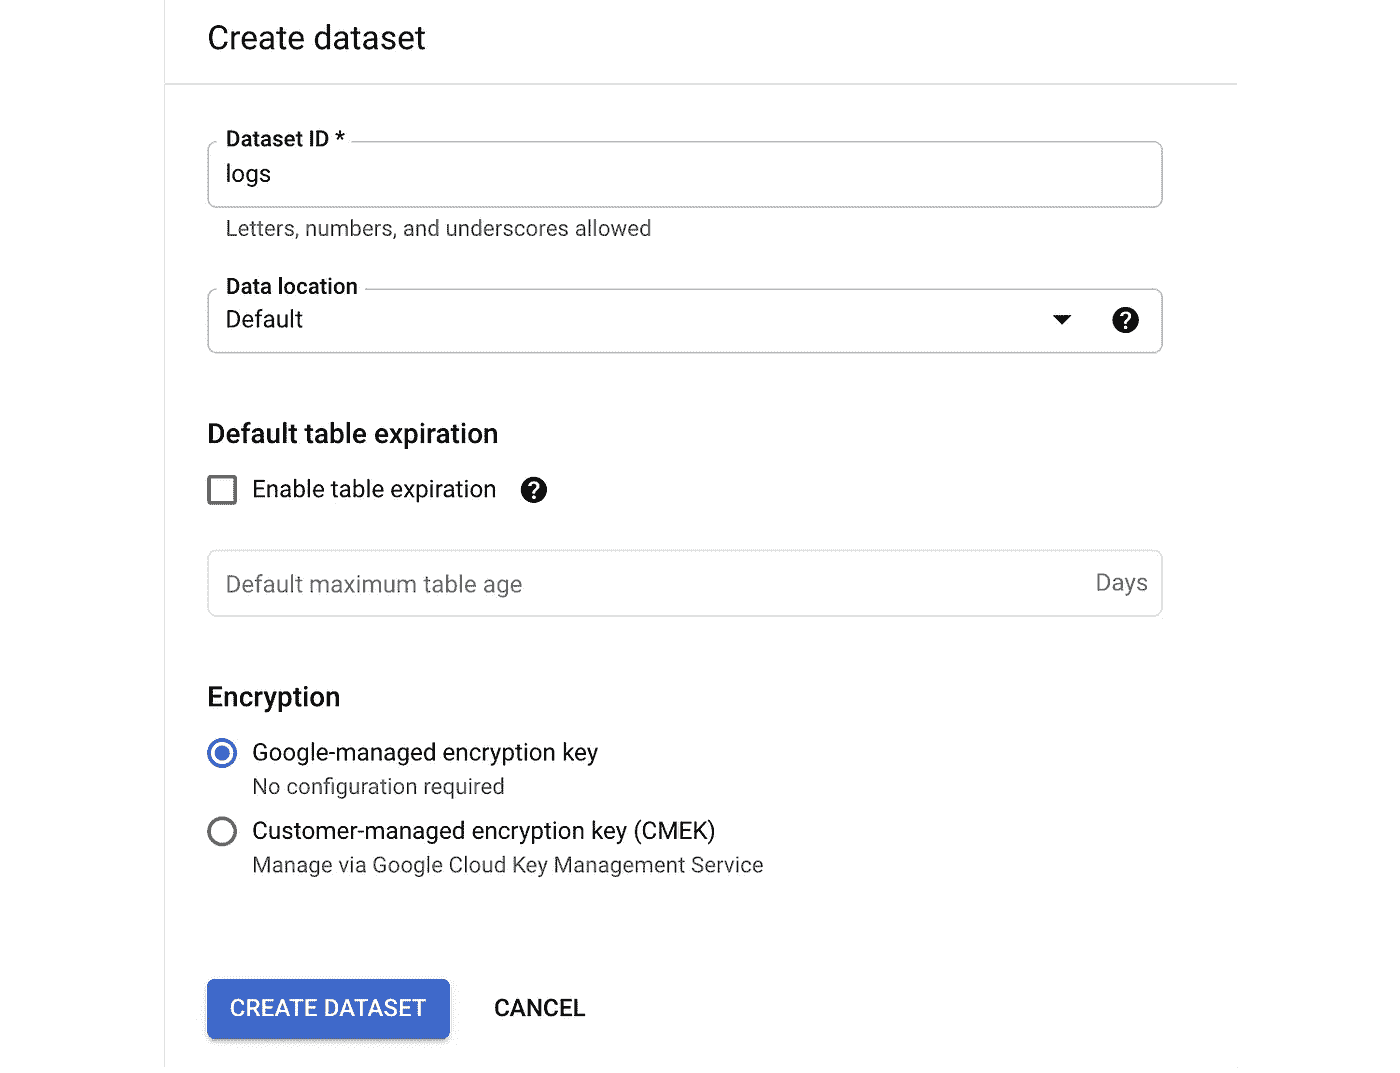 Create dataset
Dataset ID *
logs
Letters, numbers, and underscores allowed
Data location
Default
?
Default table expiration
Enable table expiration ?
Default maximum table age Days
Encryption
Google-managed encryption key
No configuration required
Customer-managed encryption key (CMEK)
Manage via Google Cloud Key Management Service
CREATE DATASET CANCEL